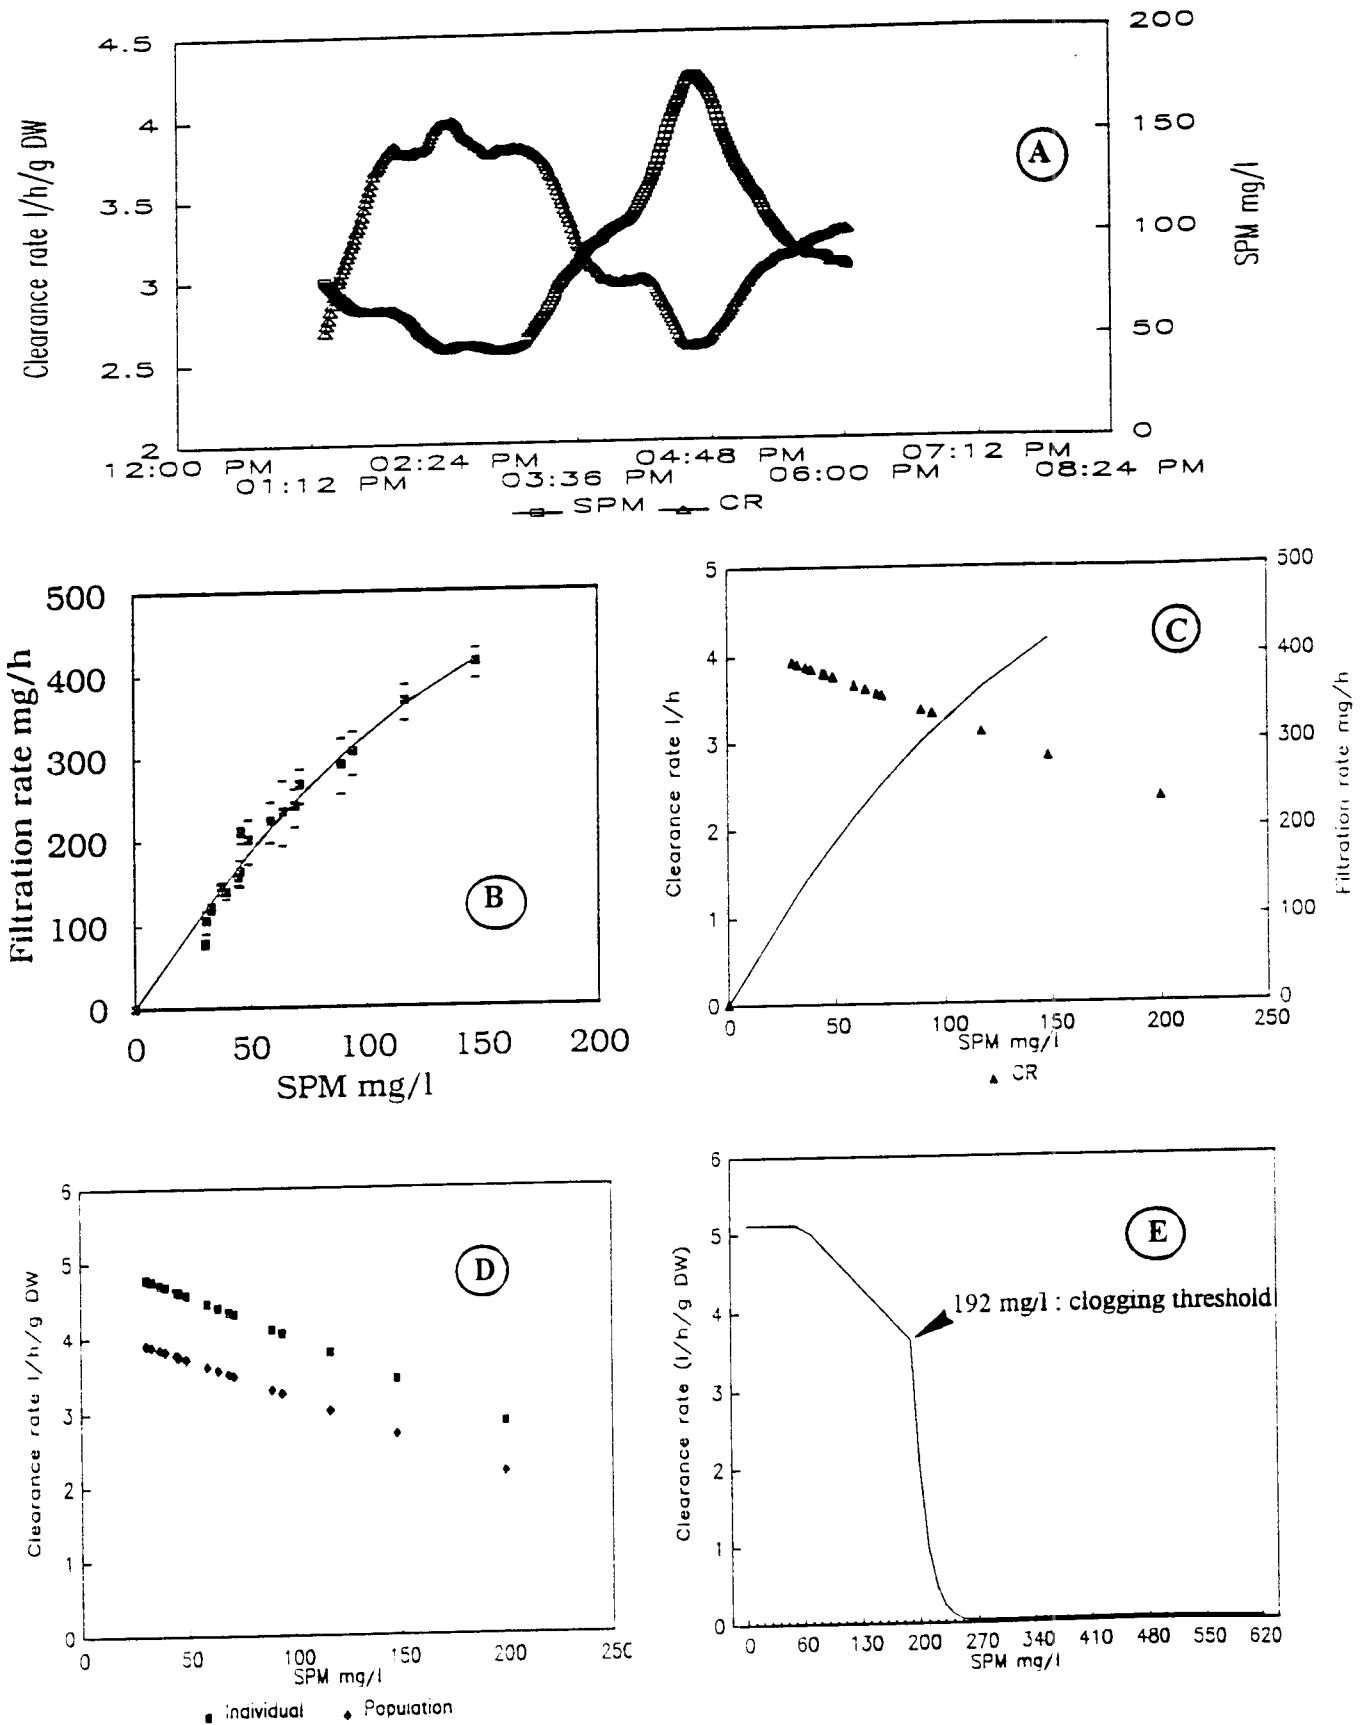 200
4.5
4
150
A
Clearance rate l/h/g DW
SPM mg/l
3.5
100
3
50
2.5
2
0
12:00 PM 02:24 PM 04:48 PM 07:12 PM
01:12 PM 03:36 PM 06:00 PM 08:24 PM
SPM CR
500
400
300
200
100
0
Filtration rate mg/h
B
0 50 100 150 200
SPM mg/l
5
4
3
2
1
0
Clearance rate l/h
C
500
400
300
200
100
0
Filtration rate mg/h
0 50 100 150 200 250
SPM mg/l
CR
6
5
4
3
2
1
0
Clearance rate l/h/g DW
D
0 50 100 150 200 250
SPM mg/l
Individual Population
6
5
4
3
2
1
0
Clearance rate (l/h/g DW)
E
192 mg/l : clogging threshold
0 60 130 200 270 340 410 480 550 620
SPM mg/l